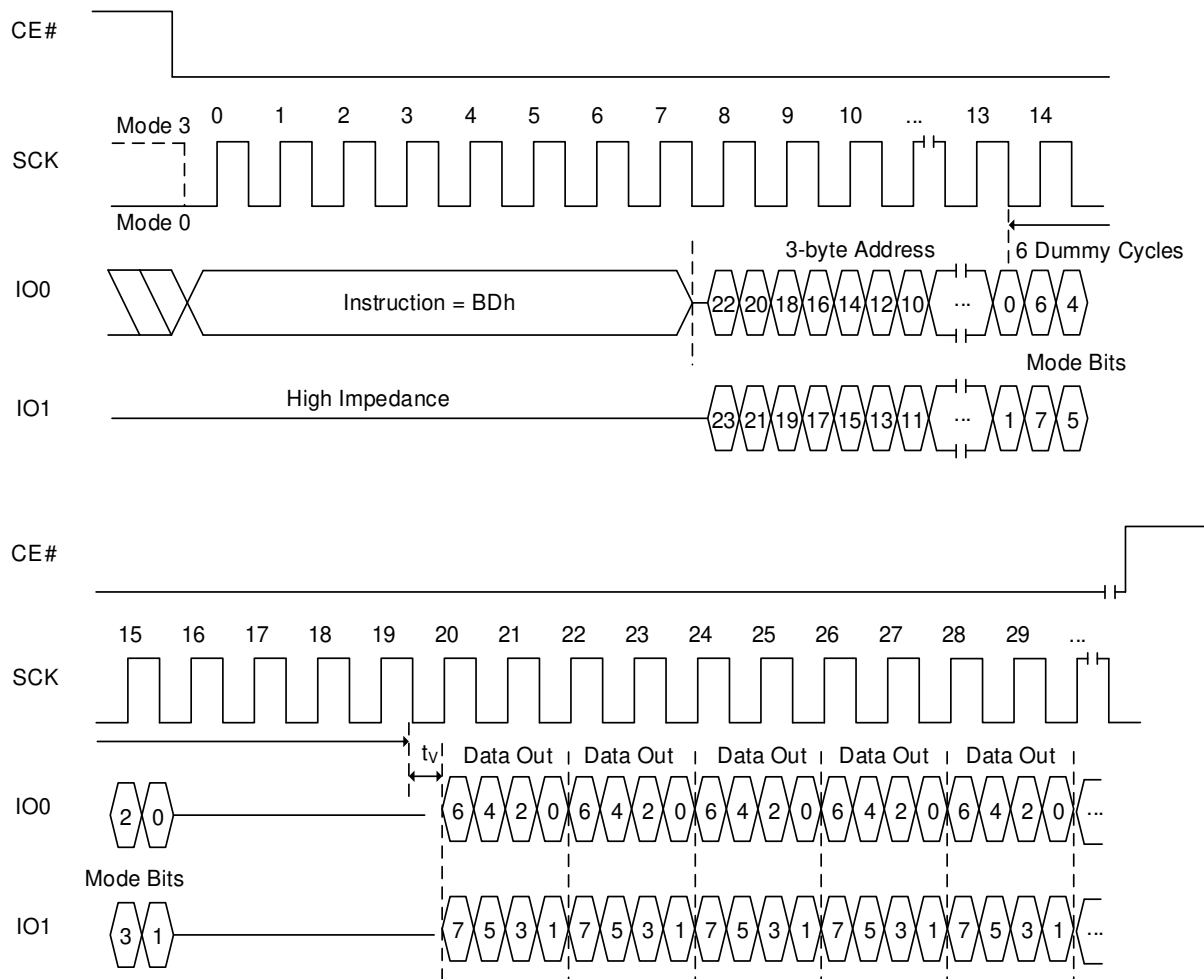 CE#
0 1 2 3 4 5 6 7 8 9 10 ... 13 14
Mode 3
SCK
Mode 0
3-byte Address 6 Dummy Cycles
IO0
Instruction = BDh
22 20 18 16 14 12 10 ... 0 6 4
Mode Bits
IO1
High Impedance
23 21 19 17 15 13 11 ... 1 7 5
CE#
15 16 17 18 19 20 21 22 23 24 25 26 27 28 29 ...
SCK
tV Data Out Data Out Data Out Data Out Data Out
IO0
2 0 6 4 2 0 6 4 2 0 6 4 2 0 6 4 2 0 6 4 2 0 ...
Mode Bits
IO1
3 1 7 5 3 1 7 5 3 1 7 5 3 1 7 5 3 1 7 5 3 1 ...